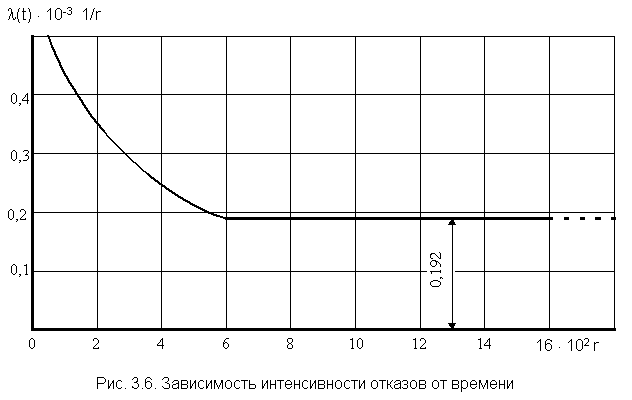 λ(t) · 10⁻³ 1/r
0,4
0,3
0,2
0,1
0,192
0 2 4 6 8 10 12 14 16 · 10² r
Рис. 3.6. Зависимость интенсивности отказов от времени